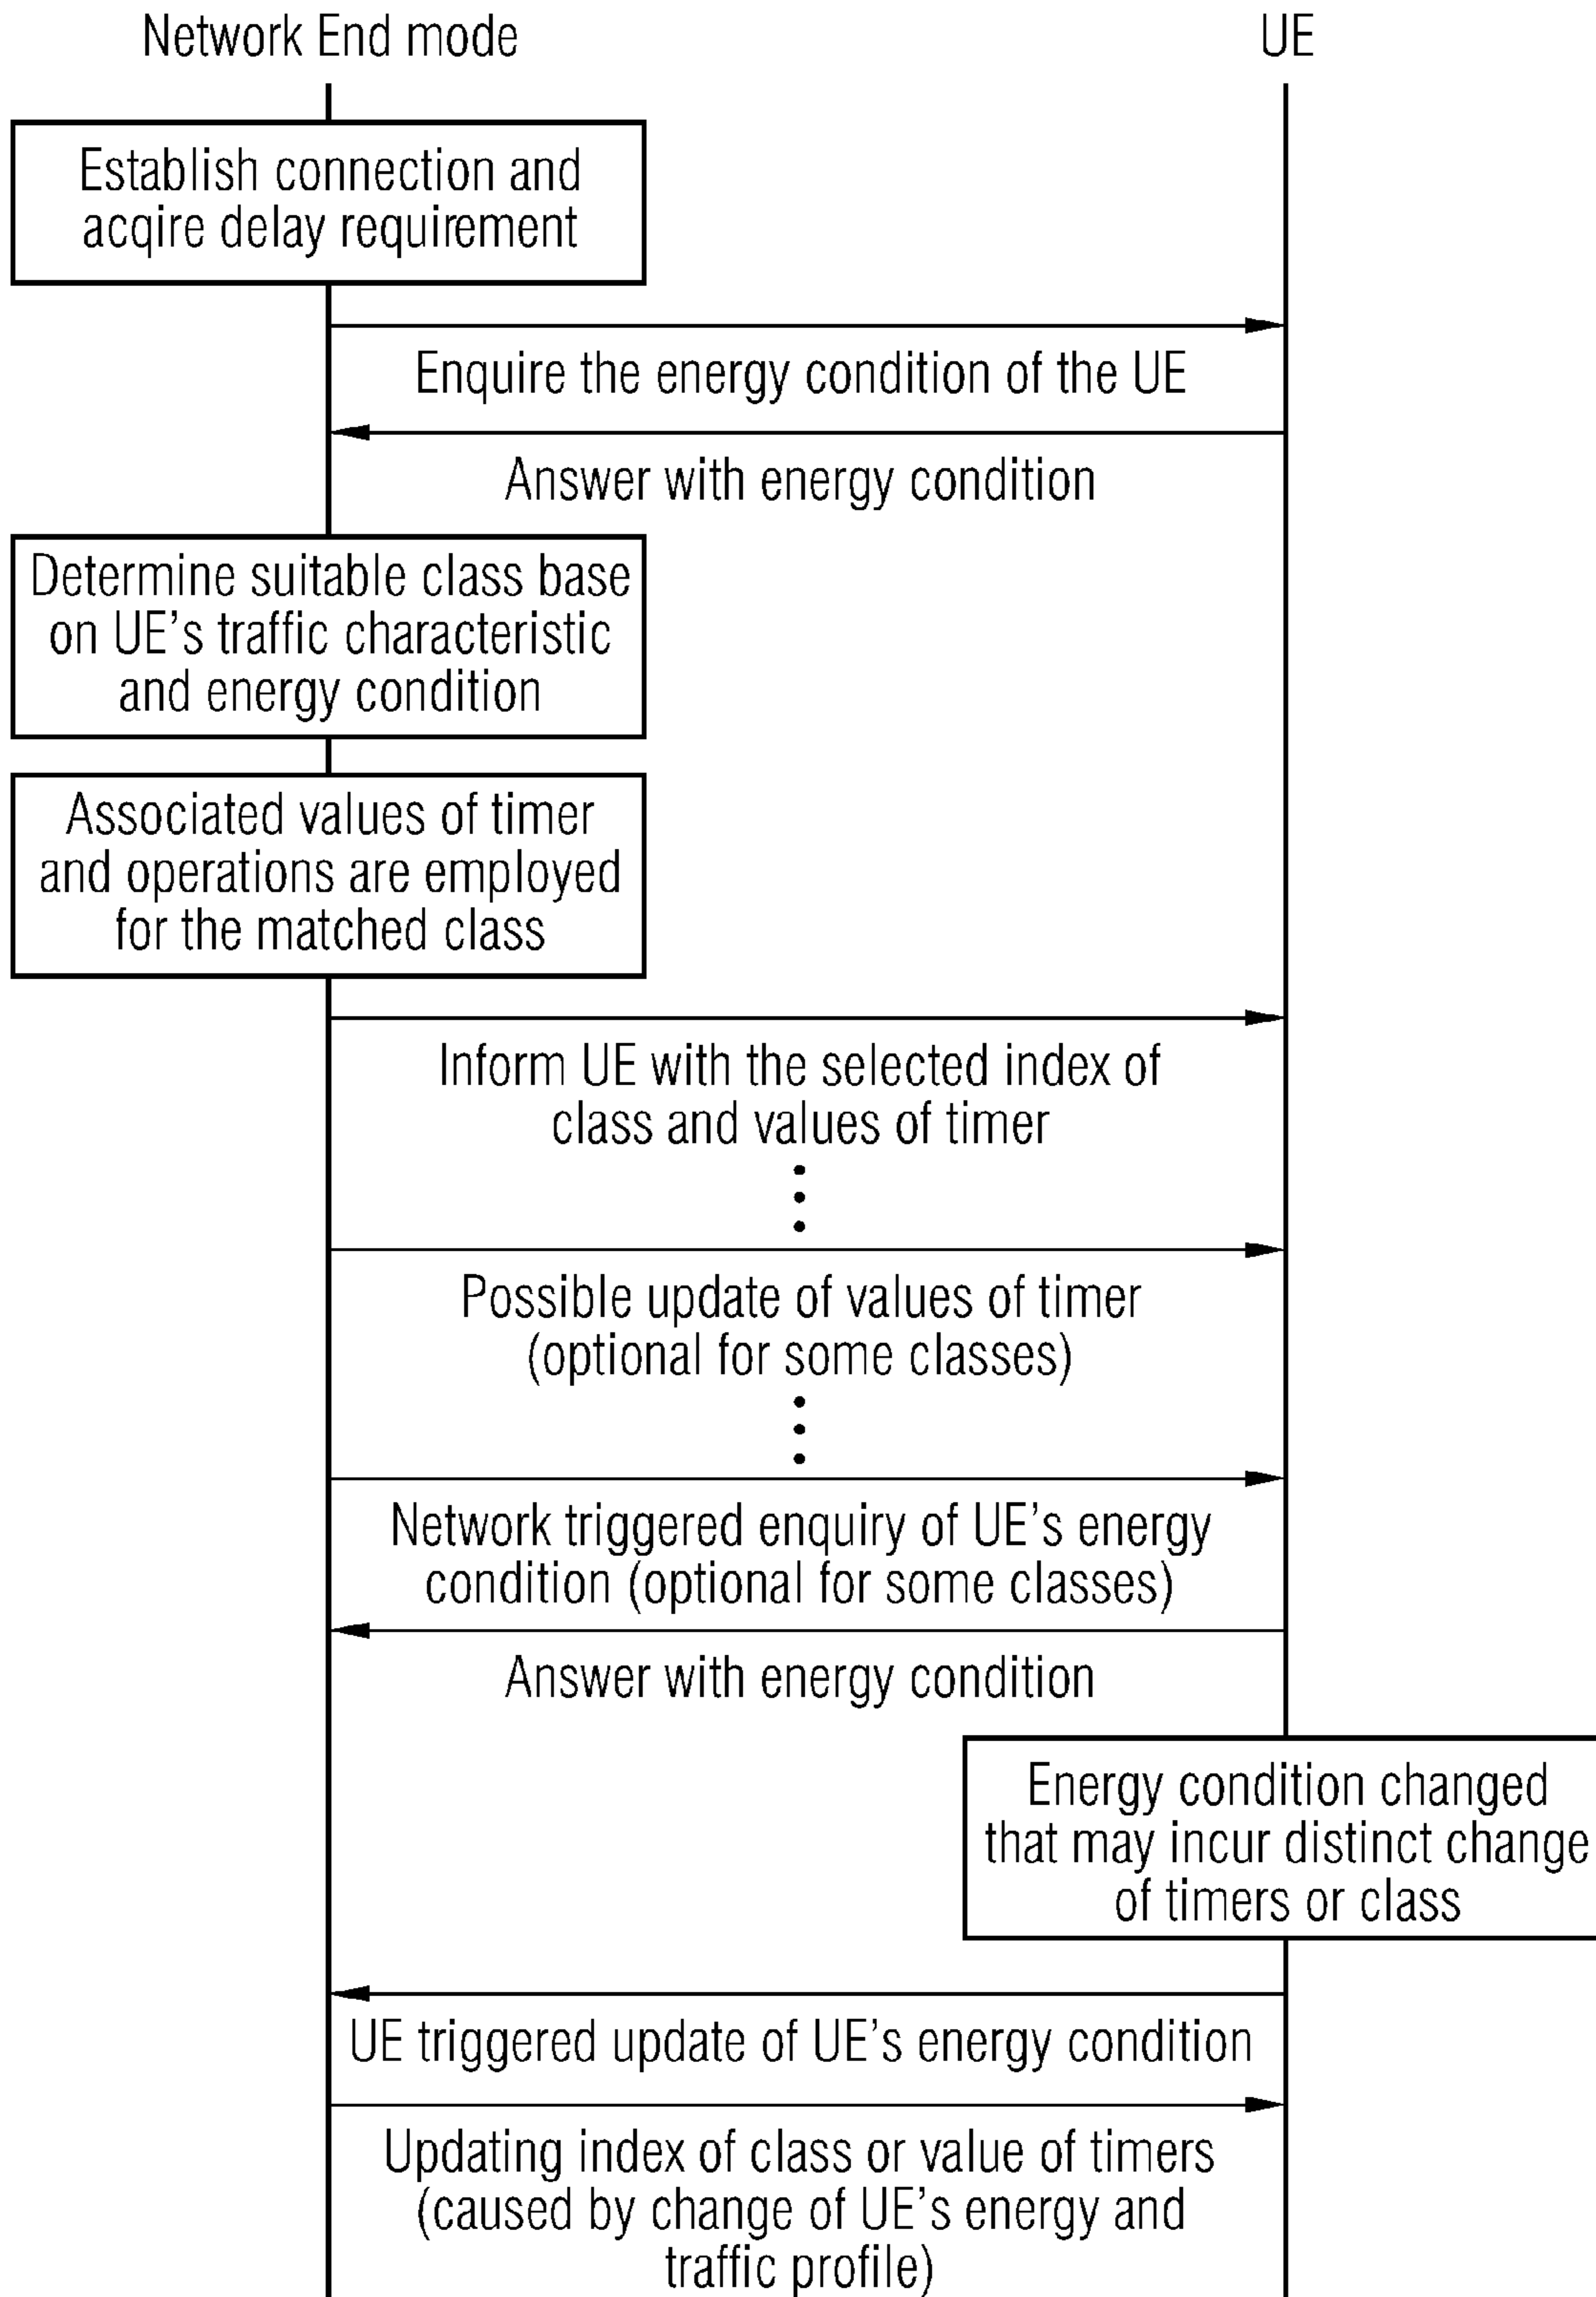 Network End mode
UE
Establish connection and
acqire delay requirement
Enquire the energy condition of the UE
Answer with energy condition
Determine suitable class base
on UE's traffic characteristic
and energy condition
Associated values of timer
and operations are employed
for the matched class
Inform UE with the selected index of
class and values of timer
Possible update of values of timer
(optional for some classes)
Network triggered enquiry of UE's energy
condition (optional for some classes)
Answer with energy condition
Energy condition changed
that may incur distinct change
of timers or class
UE triggered update of UE's energy condition
Updating index of class or value of timers
(caused by change of UE's energy and
traffic profile)